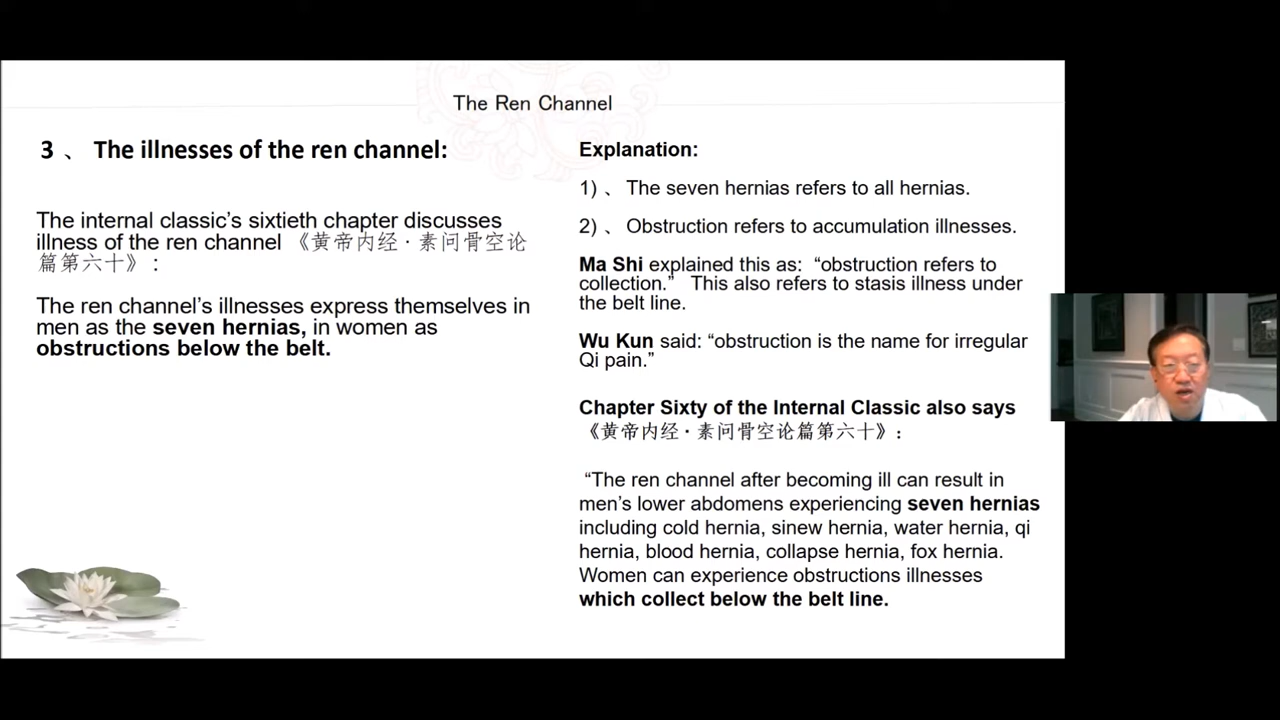 The Ren Channel
3 、 The illnesses of the ren channel:
The internal classic’s sixtieth chapter discusses
illness of the ren channel 《黄帝内经 · 素问骨空论
篇第六十》 :
The ren channel’s illnesses express themselves in
men as the seven hernias, in women as
obstructions below the belt.
Explanation:
1) 、 The seven hernias refers to all hernias.
2) 、 Obstruction refers to accumulation illnesses.
Ma Shi explained this as: “obstruction refers to
collection.” This also refers to stasis illness under
the belt line.
Wu Kun said: “obstruction is the name for irregular
Qi pain.”
Chapter Sixty of the Internal Classic also says
《黄帝内经 · 素问骨空论篇第六十》 :
“The ren channel after becoming ill can result in
men’s lower abdomens experiencing seven hernias
including cold hernia, sinew hernia, water hernia, qi
hernia, blood hernia, collapse hernia, fox hernia.
Women can experience obstructions illnesses
which collect below the belt line.